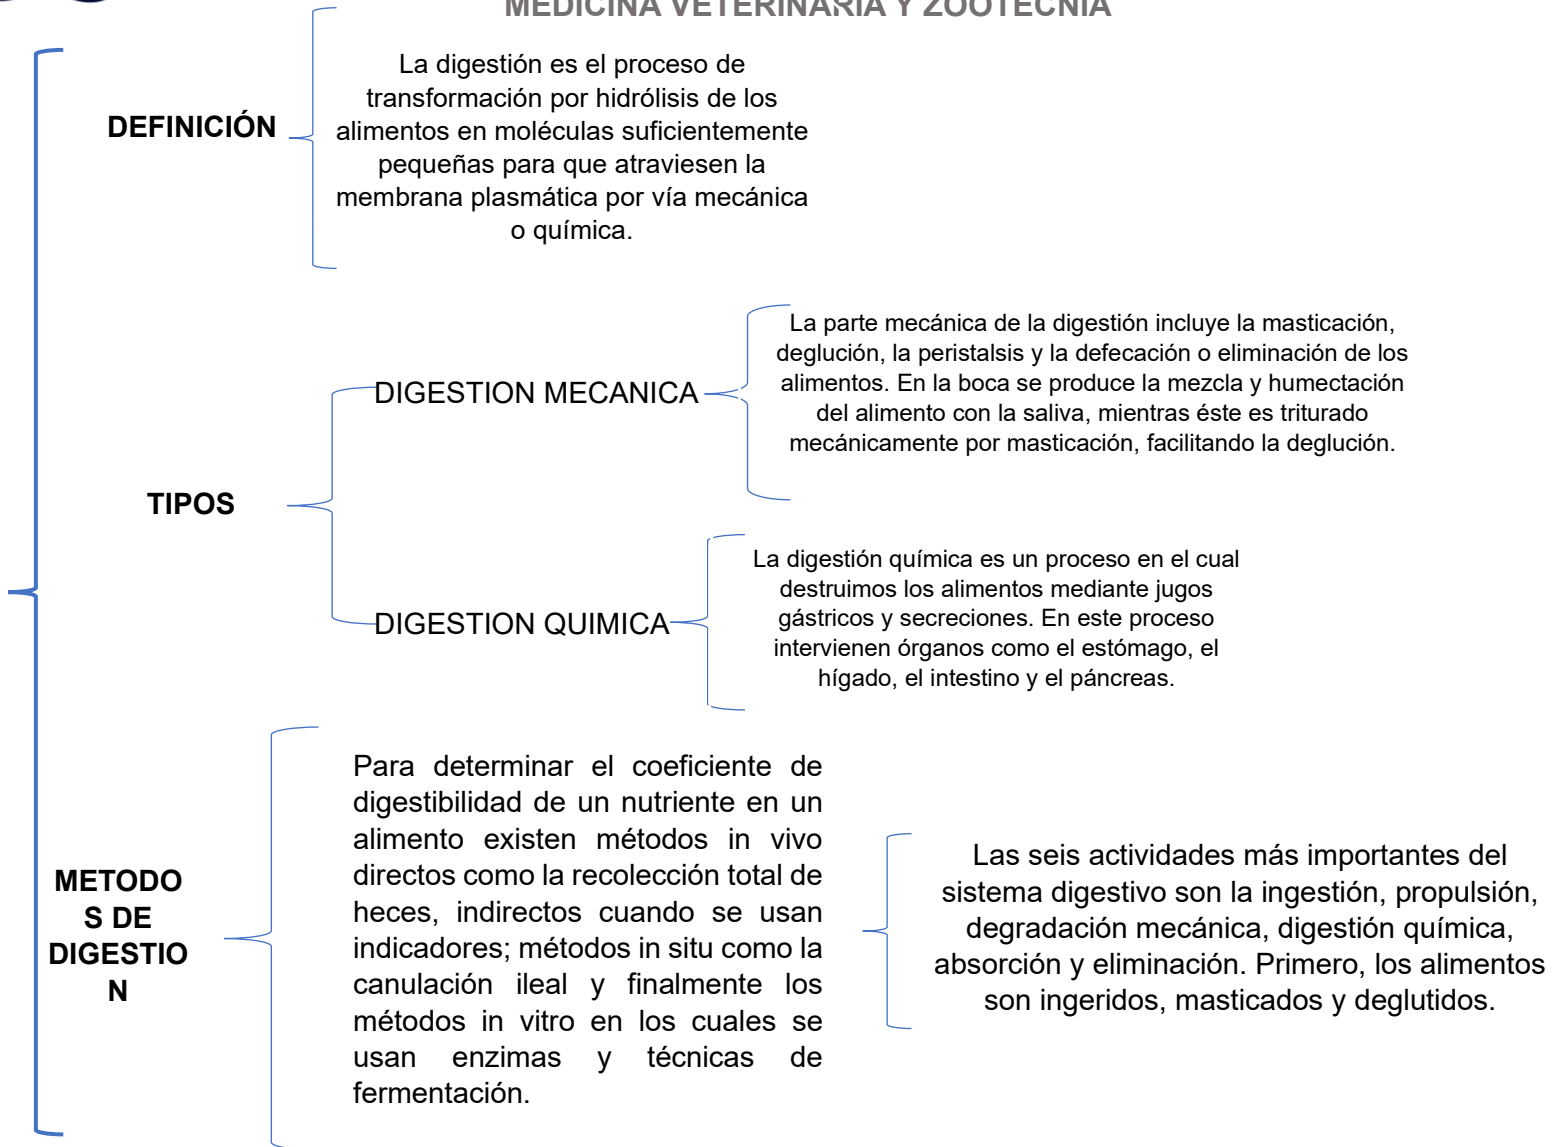 MEDICINA VETERINARIA Y ZOOTECNIA
DEFINICIÓN
La digestión es el proceso de
transformación por hidrólisis de los
alimentos en moléculas suficientemente
pequeñas para que atraviesen la
membrana plasmática por vía mecánica
o química.
TIPOS
DIGESTION MECANICA
La parte mecánica de la digestión incluye la masticación,
deglución, la peristalsis y la defecación o eliminación de los
alimentos. En la boca se produce la mezcla y humectación
del alimento con la saliva, mientras éste es triturado
mecánicamente por masticación, facilitando la deglución.
DIGESTION QUIMICA
La digestión química es un proceso en el cual
destruimos los alimentos mediante jugos
gástricos y secreciones. En este proceso
intervienen órganos como el estómago, el
hígado, el intestino y el páncreas.
METODO
S DE
DIGESTIO
N
Para determinar el coeficiente de
digestibilidad de un nutriente en un
alimento existen métodos in vivo
directos como la recolección total de
heces, indirectos cuando se usan
indicadores; métodos in situ como la
canulación ileal y finalmente los
métodos in vitro en los cuales se
usan enzimas y técnicas de
fermentación.
Las seis actividades más importantes del
sistema digestivo son la ingestión, propulsión,
degradación mecánica, digestión química,
absorción y eliminación. Primero, los alimentos
son ingeridos, masticados y deglutidos.